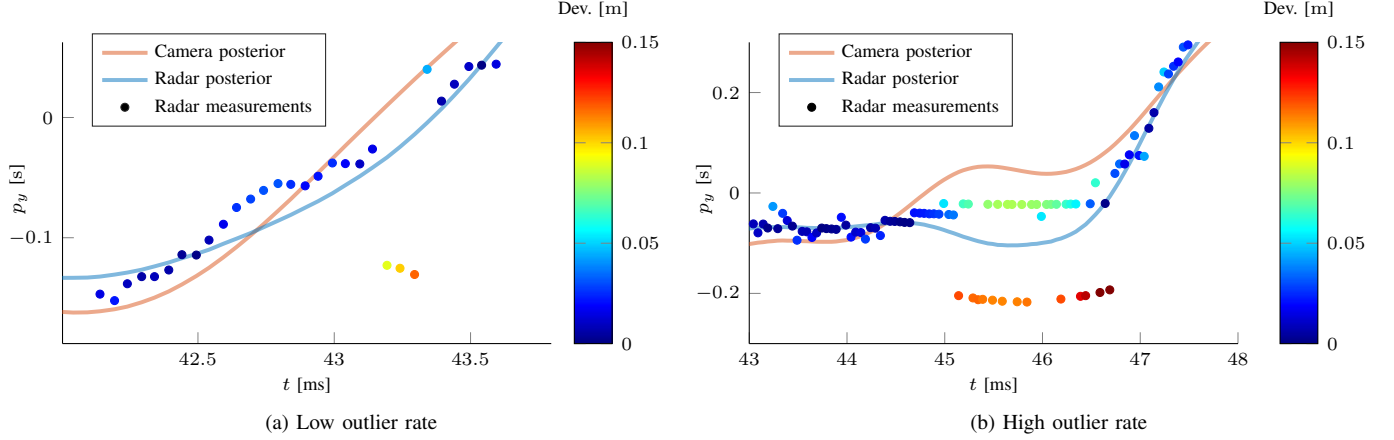 Dev. [m]
Camera posterior
Radar posterior
Radar measurements
0
−0.1
p_y [s]
42.5 43 43.5
t [ms]
0.15
0.1
0.05
0
(a) Low outlier rate
Dev. [m]
Camera posterior
Radar posterior
Radar measurements
0.2
0
−0.2
p_y [s]
43 44 45 46 47 48
t [ms]
0.15
0.1
0.05
0
(b) High outlier rate